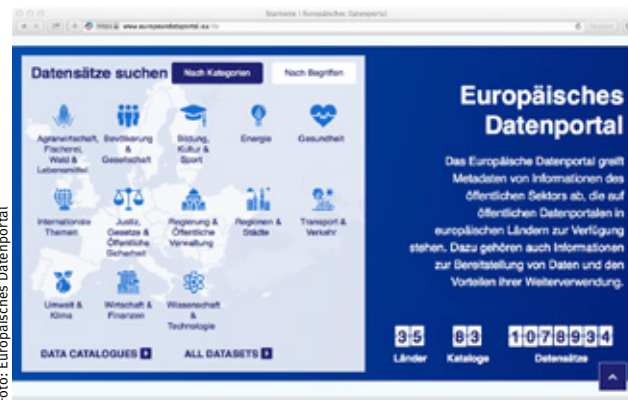 Startseite | Europäisches Datenportal
www.europeandataportal.eu
Datensätze suchen
Nach Kategorien
Nach Begriffen
Agrarwirtschaft,
Fischerei,
Wald &
Lebensmittel
Bevölkerung
&
Gesellschaft
Bildung,
Kultur &
Sport
Energie
Gesundheit
Internationale
Themen
Justiz,
Gesetze &
Öffentliche
Sicherheit
Regierung &
Öffentliche
Verwaltung
Regionen &
Städte
Transport &
Verkehr
Umwelt &
Klima
Wirtschaft &
Finanzen
Wissenschaft
&
Technologie
DATA CATALOGUES
ALL DATASETS
Europäisches
Datenportal
Das Europäische Datenportal greift
Metadaten von Informationen des
öffentlichen Sektors ab, die auf
öffentlichen Datenportalen in
europäischen Ländern zur Verfügung
stehen. Dazu gehören auch Informationen
zur Bereitstellung von Daten und den
Vorteilen ihrer Weiterverwendung.
35
Länder
83
Kataloge
1078934
Datensätze
Europäisches Datenportal